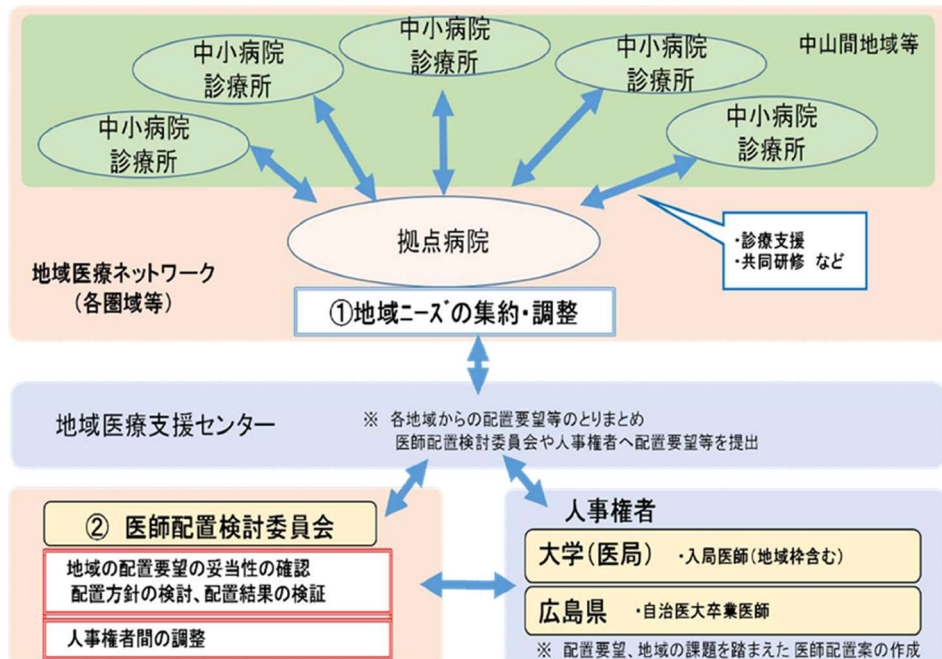 中小病院
診療所
中小病院
診療所
中小病院
診療所
中小病院
診療所
中小病院
診療所
中山間地域等
拠点病院
・診療支援
・共同研修 など
地域医療ネットワーク
(各圏域等)
①地域ニーズの集約・調整
地域医療支援センター
※ 各地域からの配置要望等のとりまとめ
医師配置検討委員会や人事権者へ配置要望等を提出
② 医師配置検討委員会
地域の配置要望の妥当性の確認
配置方針の検討、配置結果の検証
人事権者間の調整
人事権者
大学(医局) ・入局医師(地域枠含む)
広島県 ・自治医大卒業医師
※ 配置要望、地域の課題を踏まえた医師配置案の作成